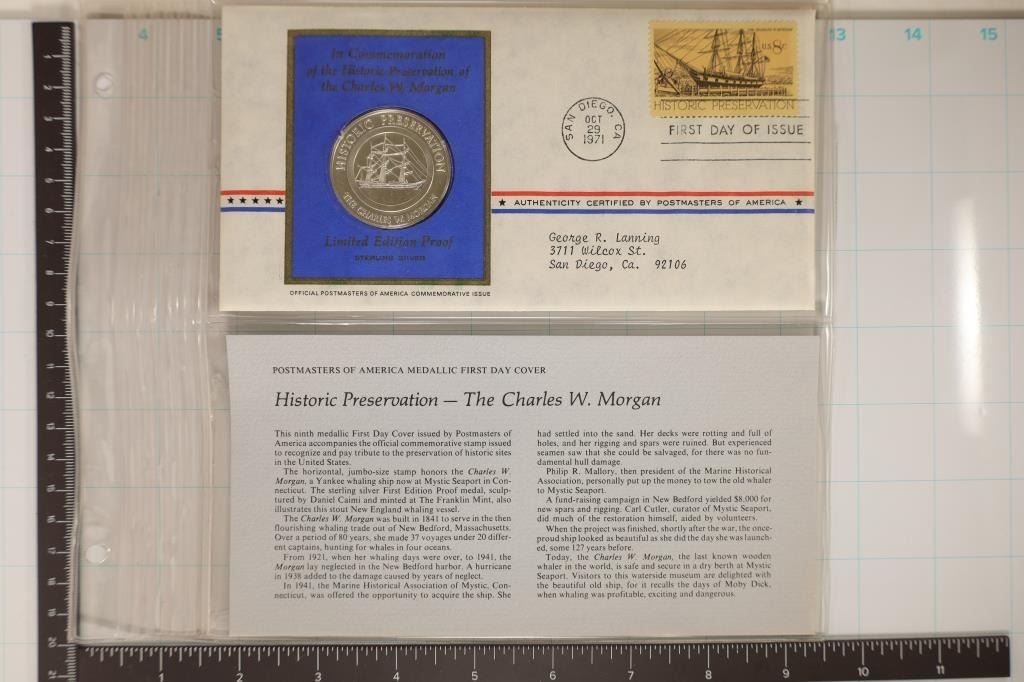 In Commemoration
of the Historic Preservation of
the Charles W. Morgan
HISTORIC PRESERVATION
THE CHARLES W. MORGAN
Limited Edition Proof
STERLING SILVER
OFFICIAL POSTMASTERS OF AMERICA COMMEMORATIVE ISSUE
U.S. 8c
HISTORIC PRESERVATION
SAN DIEGO, CA
OCT
29
1971
FIRST DAY OF ISSUE
★ ★ ★ ★ ★
★ AUTHENTICITY CERTIFIED BY POSTMASTERS OF AMERICA ★
George R. Lanning
3711 Wilcox St.
San Diego, Ca. 92106
POSTMASTERS OF AMERICA MEDALLIC FIRST DAY COVER
Historic Preservation — The Charles W. Morgan
This ninth medallic First Day Cover issued by Postmasters of
America accompanies the official commemorative stamp issued
to recognize and pay tribute to the preservation of historic sites
in the United States.
The horizontal, jumbo-size stamp honors the Charles W.
Morgan, a Yankee whaling ship now at Mystic Seaport in Con-
necticut. The sterling silver First Edition Proof medal, sculp-
tured by Daniel Caimi and minted at The Franklin Mint, also
illustrates this stout New England whaling vessel.
The Charles W. Morgan was built in 1841 to serve in the then
flourishing whaling trade out of New Bedford, Massachusetts.
Over a period of 80 years, she made 37 voyages under 20 differ-
ent captains, hunting for whales in four oceans.
From 1921, when her whaling days were over, to 1941, the
Morgan lay neglected in the New Bedford harbor. A hurricane
in 1938 added to the damage caused by years of neglect.
In 1941, the Marine Historical Association of Mystic, Con-
necticut, was offered the opportunity to acquire the ship. She
had settled into the sand. Her decks were rotting and full of
holes, and her rigging and spars were ruined. But experienced
seamen saw that she could be salvaged, for there was no fun-
damental hull damage.
Philip R. Mallory, then president of the Marine Historical
Association, personally put up the money to tow the old whaler
to Mystic Seaport.
A fund-raising campaign in New Bedford yielded $8,000 for
new spars and rigging. Carl Cutler, curator of Mystic Seaport,
did much of the restoration himself, aided by volunteers.
When the project was finished, shortly after the war, the once-
proud ship looked as beautiful as she did the day she was launch-
ed, some 127 years before.
Today, the Charles W. Morgan, the last known wooden
whaler in the world, is safe and secure in a dry berth at Mystic
Seaport. Visitors to this waterside museum are delighted with
the beautiful old ship, for it recalls the days of Moby Dick,
when whaling was profitable, exciting and dangerous.
4 5 13 14 15
1 2 3 4 5 6 7 8 9 10 11